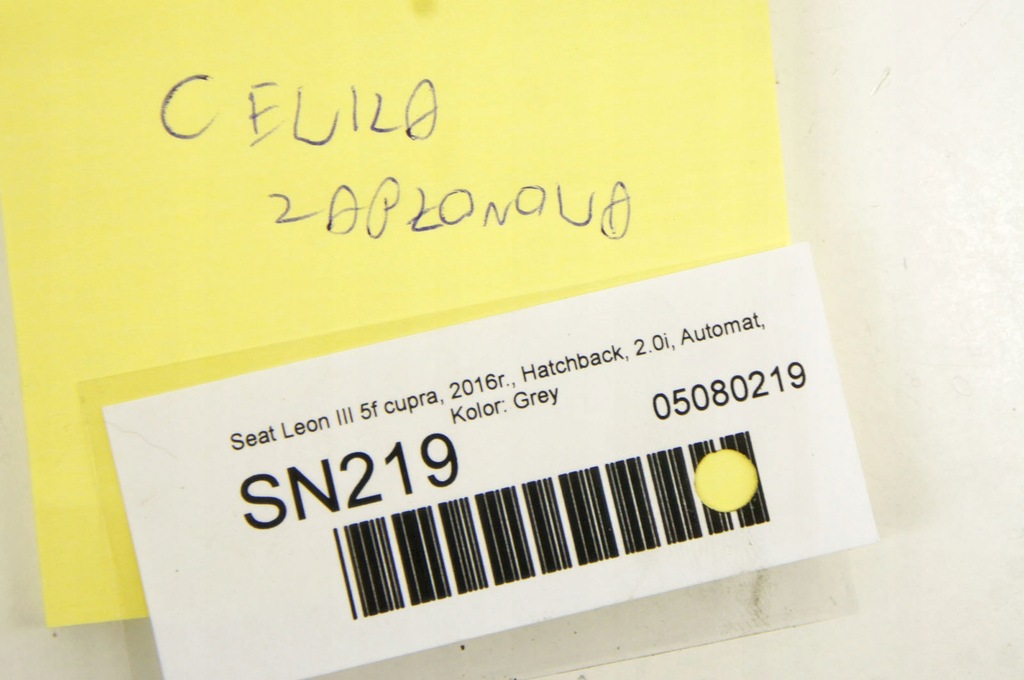 CEWKA
ZAPŁONOWA
Seat Leon III 5f cupra, 2016r., Hatchback, 2.0i, Automat,
Kolor: Grey
SN219 05080219